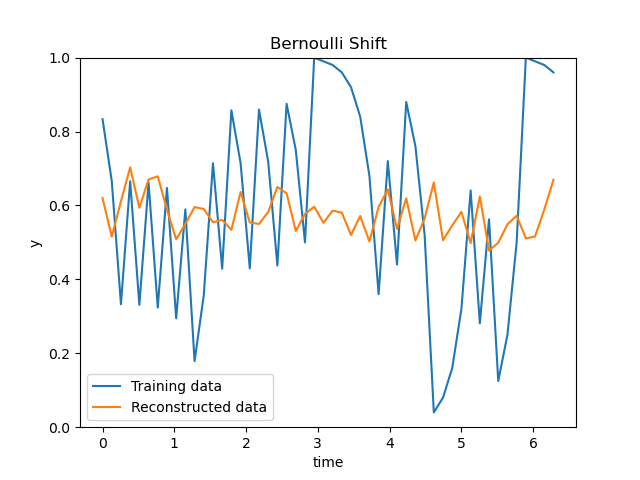 Bernoulli Shift
1.0
0.8
0.6
0.4
0.2
0.0
y
Training data
Reconstructed data
0 1 2 3 4 5 6
time